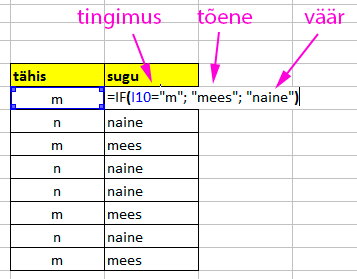 tingimus tõene väär
tähis sugu
m =IF(I10="m"; "mees"; "naine")
n naine
m mees
n naine
n naine
m mees
n naine
m mees